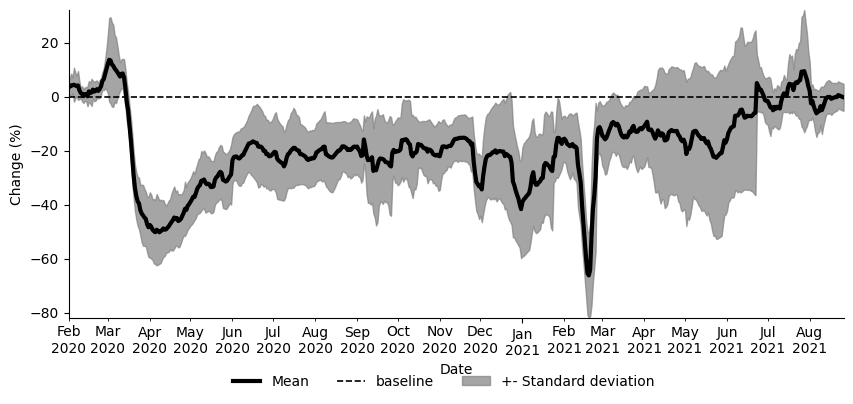 20
0
−20
−40
−60
−80
Change (%)
Feb Mar Apr May Jun Jul Aug Sep Oct Nov Dec Jan Feb Mar Apr May Jun Jul Aug
2020 2020 2020 2020 2020 2020 2020 2020 2020 2020 2020 2021 2021 2021 2021 2021 2021 2021 2021
Date
Mean baseline +- Standard deviation